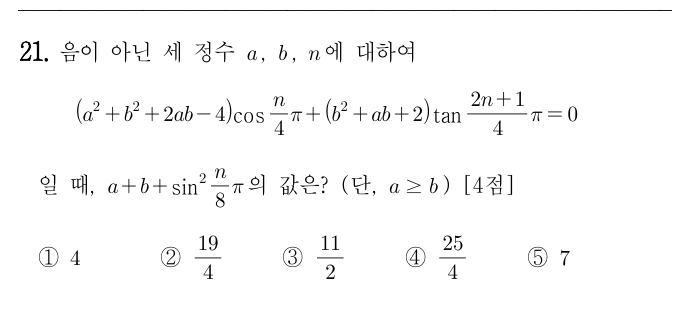 21. 음이 아닌 세 정수 a, b, n에 대하여
(a²+b²+2ab-4)cos n/4 π+(b²+ab+2)tan 2n+1/4 π=0
일 때, a+b+sin² n/8 π의 값은? (단, a≥b) [4점]
① 4 ② 19/4 ③ 11/2 ④ 25/4 ⑤ 7